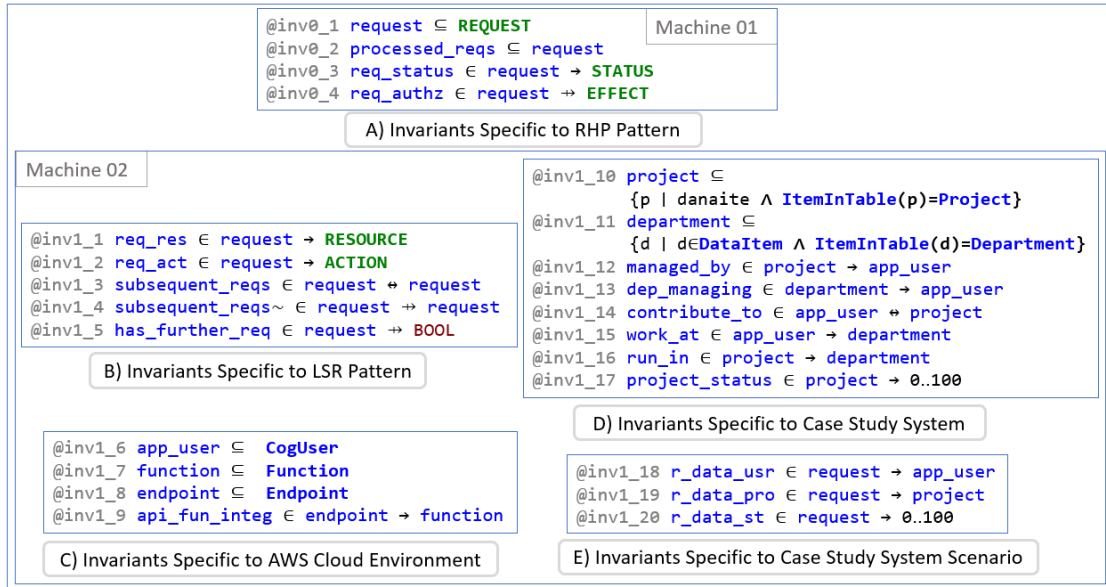 @inv0_1 request ⊆ REQUEST
Machine 01
@inv0_2 processed_reqs ⊆ request
@inv0_3 req_status ∈ request → STATUS
@inv0_4 req_authz ∈ request ⇸ EFFECT
A) Invariants Specific to RHP Pattern
Machine 02
@inv1_1 req_res ∈ request → RESOURCE
@inv1_2 req_act ∈ request → ACTION
@inv1_3 subsequent_reqs ∈ request ↔ request
@inv1_4 subsequent_reqs~ ∈ request ⇸ request
@inv1_5 has_further_req ∈ request ⇸ BOOL
B) Invariants Specific to LSR Pattern
@inv1_6 app_user ⊆ CogUser
@inv1_7 function ⊆ Function
@inv1_8 endpoint ⊆ Endpoint
@inv1_9 api_fun_integ ∈ endpoint → function
C) Invariants Specific to AWS Cloud Environment
@inv1_10 project ⊆
{p | danaite ∧ ItemInTable(p)=Project}
@inv1_11 department ⊆
{d | d∈DataItem ∧ ItemInTable(d)=Department}
@inv1_12 managed_by ∈ project → app_user
@inv1_13 dep_managing ∈ department → app_user
@inv1_14 contribute_to ∈ app_user ↔ project
@inv1_15 work_at ∈ app_user → department
@inv1_16 run_in ∈ project → department
@inv1_17 project_status ∈ project → 0..100
D) Invariants Specific to Case Study System
@inv1_18 r_data_usr ∈ request → app_user
@inv1_19 r_data_pro ∈ request → project
@inv1_20 r_data_st ∈ request → 0..100
E) Invariants Specific to Case Study System Scenario